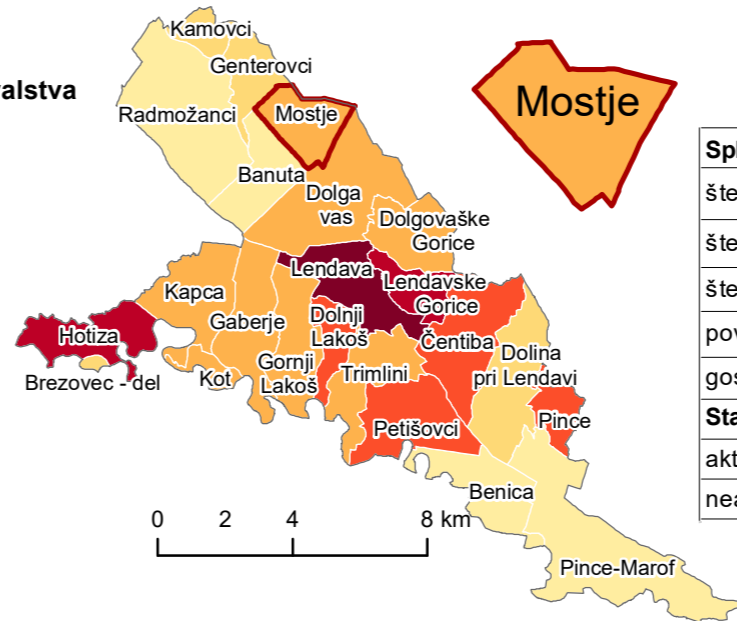 alstva
Kamovci
Genterovci
Radmožanci
Mostje
Mostje
Banuta
Dolga
vas
Dolgovaške
Gorice
Lendava
Lendavske
Gorice
Kapca
Gaberje
Dolnji
Lakoš
Čentiba
Hotiza
Dolina
pri Lendavi
Brezovec - del
Kot
Gornji
Lakoš
Trimlini
Petišovci
Pince
Benica
0 2 4 8 km
Pince-Marof
Spl
šte
šte
šte
pov
gos
Sta
akt
nea